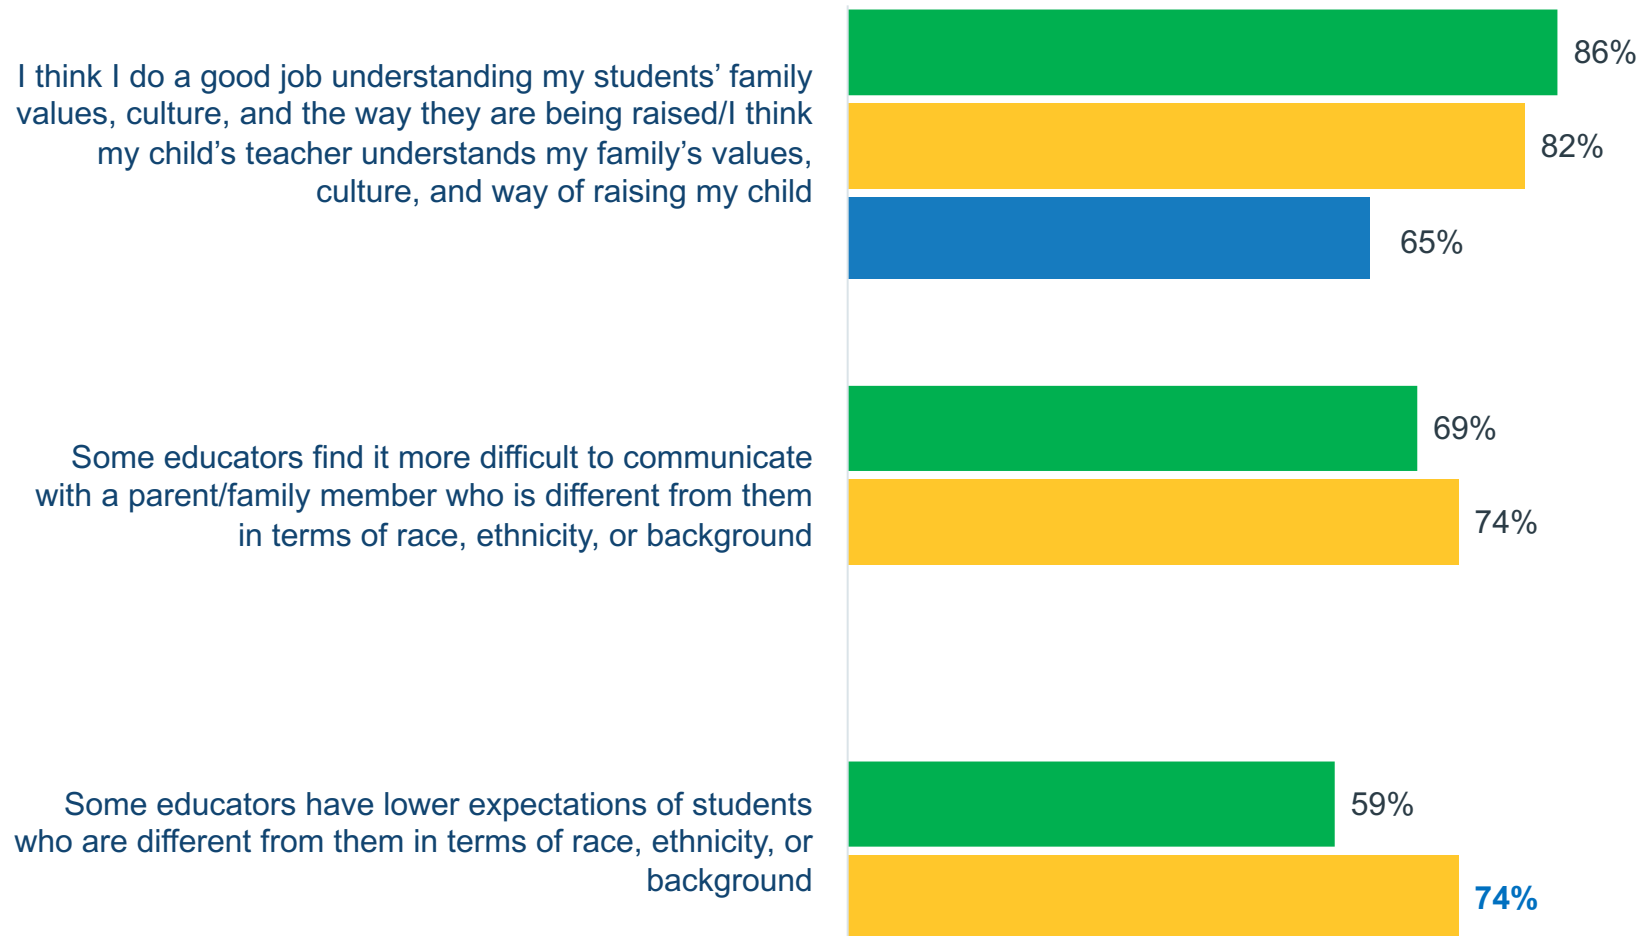 I think I do a good job understanding my students’ family
values, culture, and the way they are being raised/I think
my child’s teacher understands my family’s values,
culture, and way of raising my child
86%
82%
65%
Some educators find it more difficult to communicate
with a parent/family member who is different from them
in terms of race, ethnicity, or background
69%
74%
Some educators have lower expectations of students
who are different from them in terms of race, ethnicity, or
background
59%
74%